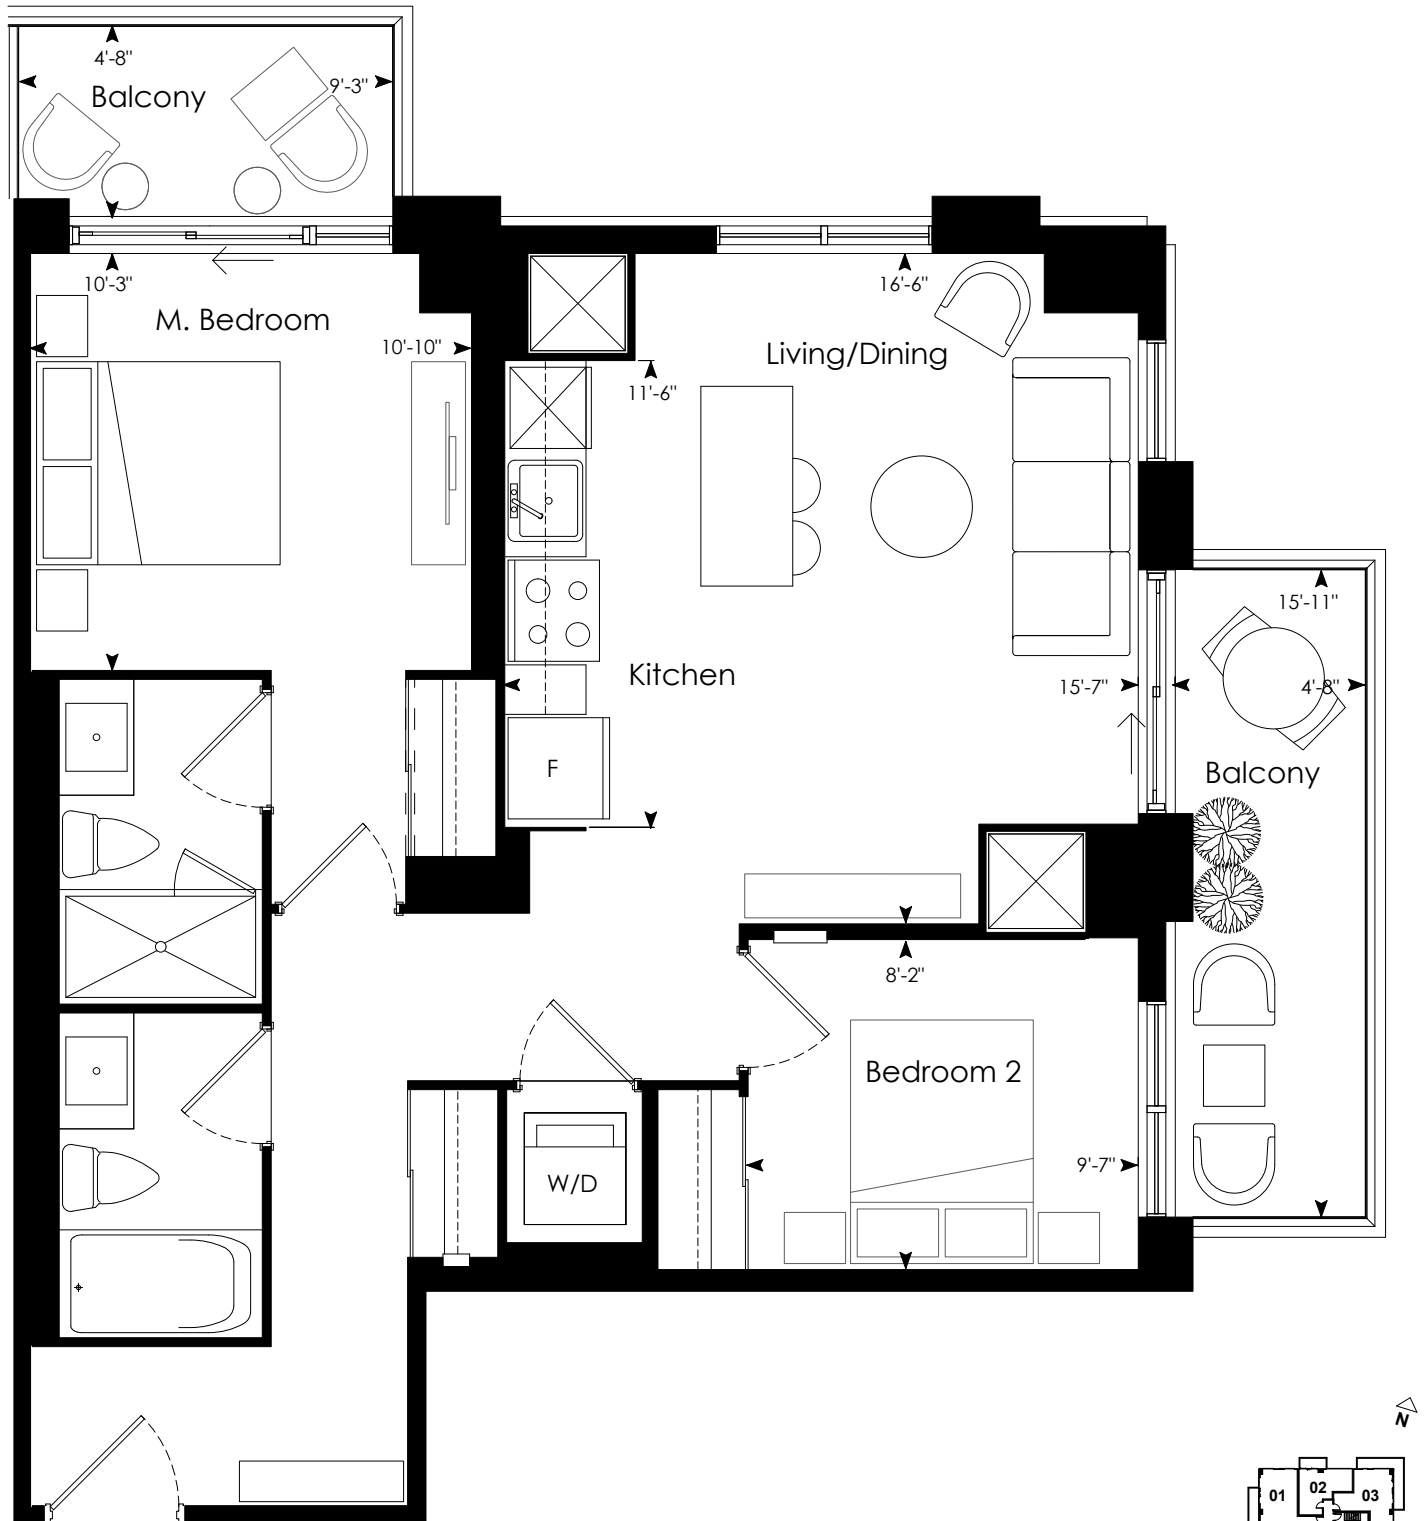 4'-8"
9'-3"
Balcony
10'-3"
16'-6"
M. Bedroom
10'-10"
Living/Dining
11'-6"
15'-11"
Kitchen
15'-7"
4'-8"
F
Balcony
8'-2"
Bedroom 2
9'-7"
W/D
N
01
02
03